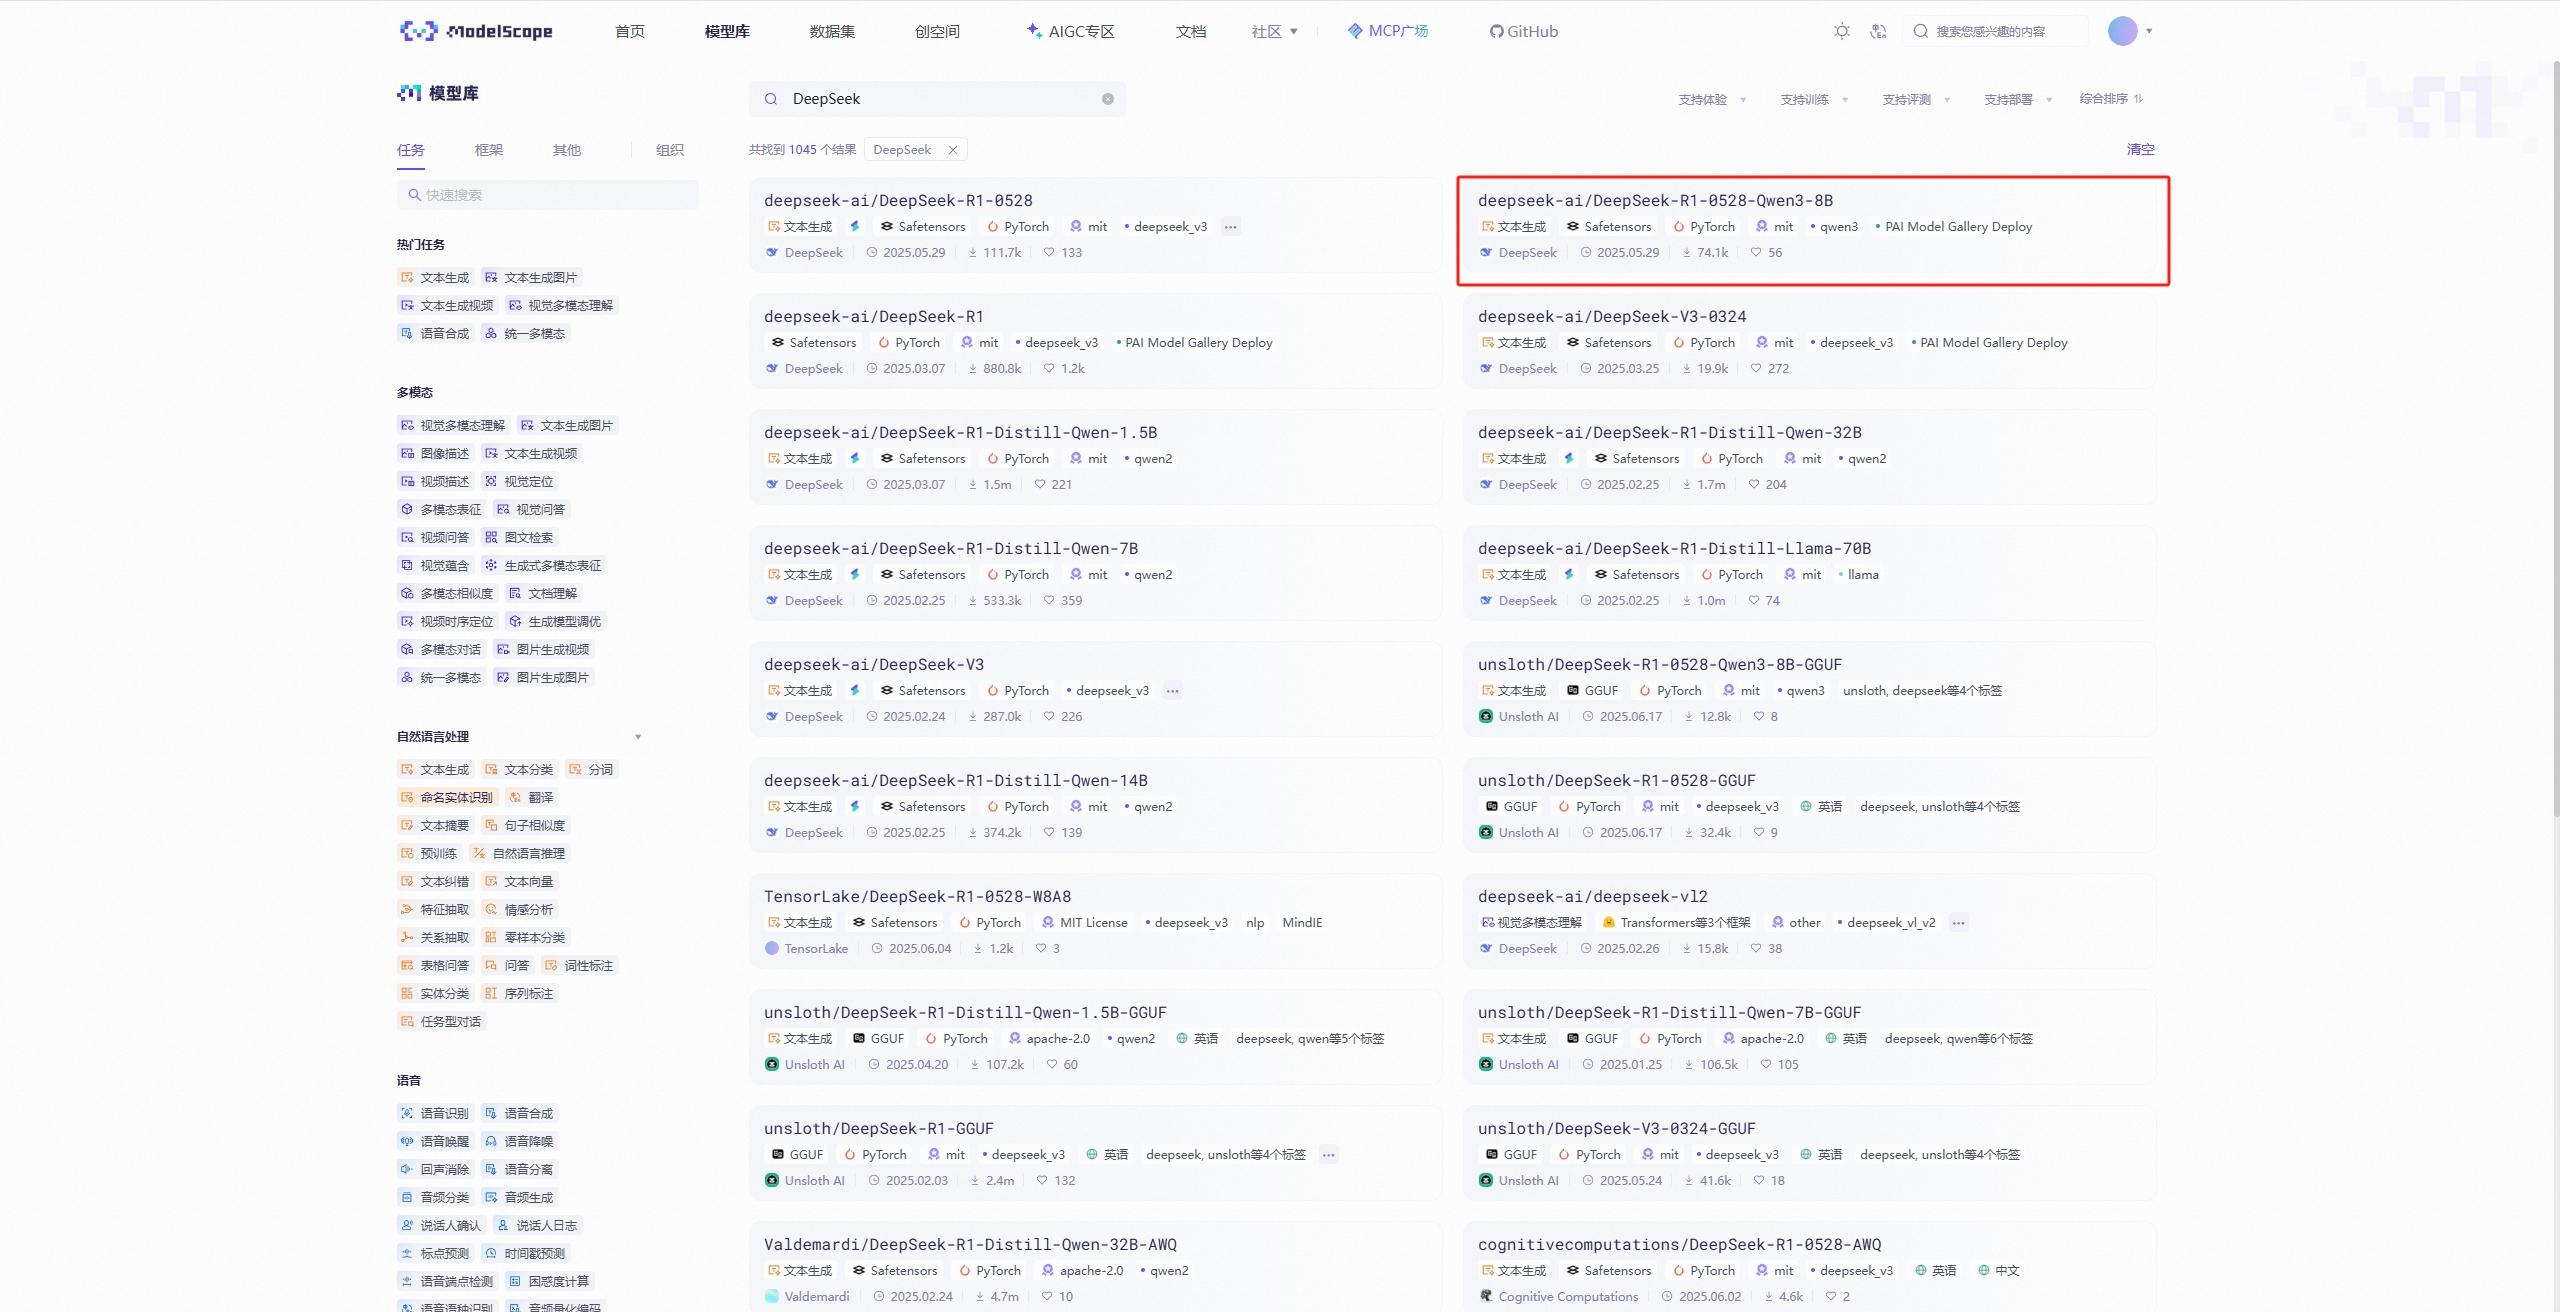 ModelScope 首页 模型库 数据集 创空间 AIGC专区 文档 社区 MCP广场 GitHub 搜索您感兴趣的内容
模型库
DeepSeek
支持体验 支持训练 支持评测 支持部署 综合排序
任务 框架 其他 组织
共找到 1045 个结果 DeepSeek
清空
快速搜索
热门任务
文本生成 文本生成图片
文本生成视频 视觉多模态理解
语音合成 统一多模态
多模态
视觉多模态理解 文本生成图片
图像描述 文本生成视频
视频描述 视觉定位
多模态表征 视觉问答
视频问答 图文检索
视觉蕴含 生成式多模态表征
多模态相似度 文档理解
视频时序定位 生成模型调优
多模态对话 图片生成视频
统一多模态 图片生成图片
自然语言处理
文本生成 文本分类 分词
命名实体识别 翻译
文本摘要 句子相似度
预训练 自然语言推理
文本纠错 文本向量
特征抽取 情感分析
关系抽取 零样本分类
表格问答 问答 词性标注
实体分类 序列标注
任务型对话
语音
语音识别 语音合成
语音唤醒 语音降噪
回声消除 语音分离
音频分类 音频生成
说话人确认 说话人日志
标点预测 时间戳预测
语音端点检测 困惑度计算
语音语种识别 音频量化编码
deepseek-ai/DeepSeek-R1-0528
文本生成 Safetensors PyTorch mit deepseek_v3 ...
DeepSeek 2025.05.29 111.7k 133
deepseek-ai/DeepSeek-R1-0528-Qwen3-8B
文本生成 Safetensors PyTorch mit qwen3 PAI Model Gallery Deploy
DeepSeek 2025.05.29 74.1k 56
deepseek-ai/DeepSeek-R1
Safetensors PyTorch mit deepseek_v3 PAI Model Gallery Deploy
DeepSeek 2025.03.07 880.8k 1.2k
deepseek-ai/DeepSeek-V3-0324
文本生成 Safetensors PyTorch mit deepseek_v3 PAI Model Gallery Deploy
DeepSeek 2025.03.25 19.9k 272
deepseek-ai/DeepSeek-R1-Distill-Qwen-1.5B
文本生成 Safetensors PyTorch mit qwen2
DeepSeek 2025.03.07 1.5m 221
deepseek-ai/DeepSeek-R1-Distill-Qwen-32B
文本生成 Safetensors PyTorch mit qwen2
DeepSeek 2025.02.25 1.7m 204
deepseek-ai/DeepSeek-R1-Distill-Qwen-7B
文本生成 Safetensors PyTorch mit qwen2
DeepSeek 2025.02.25 533.3k 359
deepseek-ai/DeepSeek-R1-Distill-Llama-70B
文本生成 Safetensors PyTorch mit llama
DeepSeek 2025.02.25 1.0m 74
deepseek-ai/DeepSeek-V3
文本生成 Safetensors PyTorch deepseek_v3 ...
DeepSeek 2025.02.24 287.0k 226
unsloth/DeepSeek-R1-0528-Qwen3-8B-GGUF
文本生成 GGUF PyTorch mit qwen3 unsloth, deepseek等4个标签
Unsloth AI 2025.06.17 12.8k 8
deepseek-ai/DeepSeek-R1-Distill-Qwen-14B
文本生成 Safetensors PyTorch mit qwen2
DeepSeek 2025.02.25 374.2k 139
unsloth/DeepSeek-R1-0528-GGUF
GGUF PyTorch mit deepseek_v3 英语 deepseek, unsloth等4个标签
Unsloth AI 2025.06.17 32.4k 9
TensorLake/DeepSeek-R1-0528-W8A8
文本生成 Safetensors PyTorch MIT License deepseek_v3 nlp MindIE
TensorLake 2025.06.04 1.2k 3
deepseek-ai/deepseek-vl2
视觉多模态理解 Transformers等3个框架 other deepseek_vl_v2 ...
DeepSeek 2025.02.26 15.8k 38
unsloth/DeepSeek-R1-Distill-Qwen-1.5B-GGUF
文本生成 GGUF PyTorch apache-2.0 qwen2 英语 deepseek, qwen等5个标签
Unsloth AI 2025.04.20 107.2k 60
unsloth/DeepSeek-R1-Distill-Qwen-7B-GGUF
文本生成 GGUF PyTorch apache-2.0 英语 deepseek, qwen等6个标签
Unsloth AI 2025.01.25 106.5k 105
unsloth/DeepSeek-R1-GGUF
GGUF PyTorch mit deepseek_v3 英语 deepseek, unsloth等4个标签 ...
Unsloth AI 2025.02.03 2.4m 132
unsloth/DeepSeek-V3-0324-GGUF
GGUF PyTorch mit deepseek_v3 英语 deepseek, unsloth等4个标签
Unsloth AI 2025.05.24 41.6k 18
Valdemardi/DeepSeek-R1-Distill-Qwen-32B-AWQ
文本生成 Safetensors PyTorch apache-2.0 qwen2
Valdemardi 2025.02.24 4.7m 10
cognitivecomputations/DeepSeek-R1-0528-AWQ
文本生成 Safetensors PyTorch mit deepseek_v3 英语 中文
Cognitive Computations 2025.06.02 4.6k 2